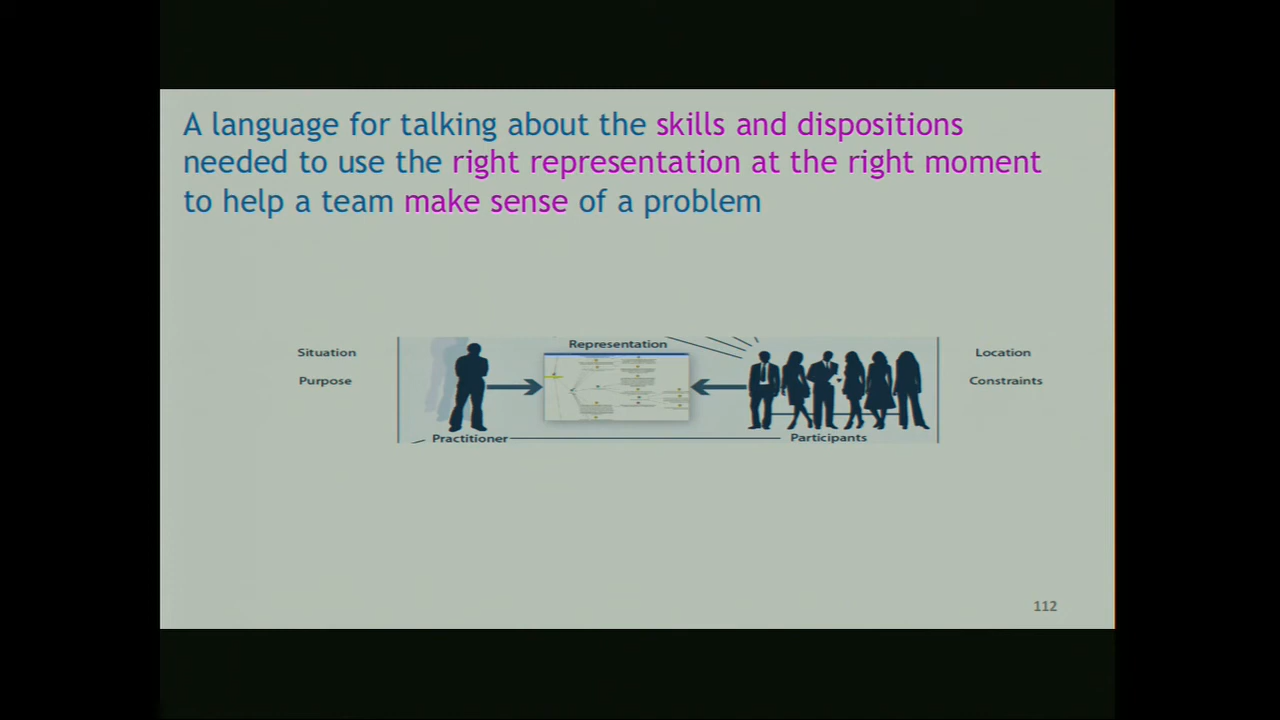 A language for talking about the skills and dispositions
needed to use the right representation at the right moment
to help a team make sense of a problem
Situation
Purpose
Representation
Practitioner
Participants
Location
Constraints
112